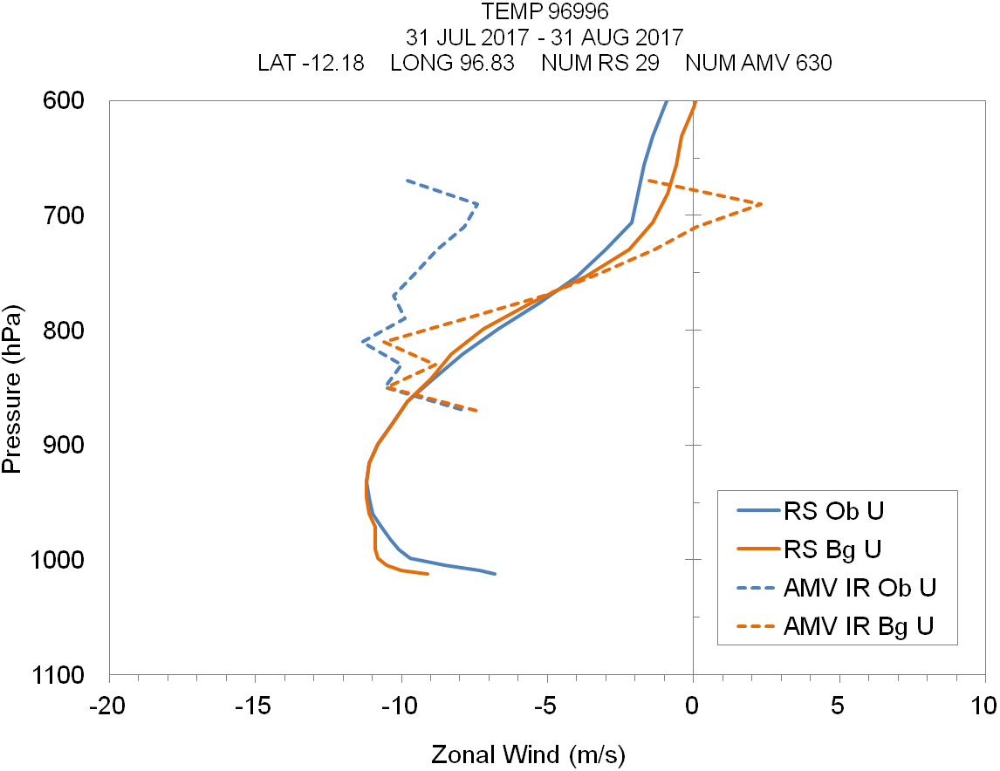 TEMP 96996
31 JUL 2017 - 31 AUG 2017
LAT -12.18 LONG 96.83 NUM RS 29 NUM AMV 630
600
700
800
900
1000
1100
Pressure (hPa)
RS Ob U
RS Bg U
AMV IR Ob U
AMV IR Bg U
-20 -15 -10 -5 0 5 10
Zonal Wind (m/s)